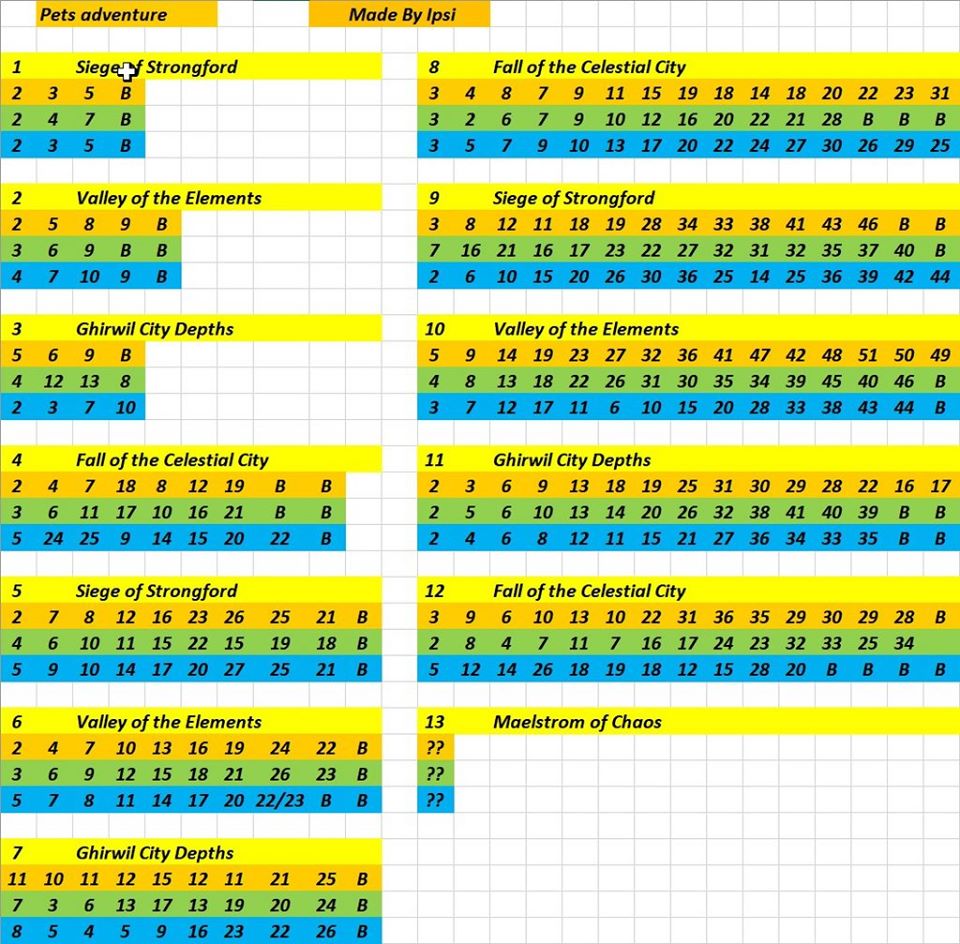 Pets adventure Made By Ipsi
1 Siege of Strongford
2 3 5 B
2 4 7 B
2 3 5 B
2 Valley of the Elements
2 5 8 9 B
3 6 9 B B
4 7 10 9 B
3 Ghirwil City Depths
5 6 9 B
4 12 13 8
2 3 7 10
4 Fall of the Celestial City
2 4 7 18 8 12 19 B B
3 6 11 17 10 16 21 B B
5 24 25 9 14 15 20 22 B
5 Siege of Strongford
2 7 8 12 16 23 26 25 21 B
4 6 10 11 15 22 15 19 18 B
5 9 10 14 17 20 27 25 21 B
6 Valley of the Elements
2 4 7 10 13 16 19 24 22 B
3 6 9 12 15 18 21 26 23 B
5 7 8 11 14 17 20 22/23 B B
7 Ghirwil City Depths
11 10 11 12 15 12 11 21 25 B
7 3 6 13 17 13 19 20 24 B
8 5 4 5 9 16 23 22 26 B
8 Fall of the Celestial City
3 4 8 7 9 11 15 19 18 14 18 20 22 23 31
3 2 6 7 9 10 12 16 20 22 21 28 B B B
3 5 7 9 10 13 17 20 22 24 27 30 26 29 25
9 Siege of Strongford
3 8 12 11 18 19 28 34 33 38 41 43 46 B B
7 16 21 16 17 23 22 27 32 31 32 35 37 40 B
2 6 10 15 20 26 30 36 25 14 25 36 39 42 44
10 Valley of the Elements
5 9 14 19 23 27 32 36 41 47 42 48 51 50 49
4 8 13 18 22 26 31 30 35 34 39 45 40 46 B
3 7 12 17 11 6 10 15 20 28 33 38 43 44 B
11 Ghirwil City Depths
2 3 6 9 13 18 19 25 31 30 29 28 22 16 17
2 5 6 10 13 14 20 26 32 38 41 40 39 B B
2 4 6 8 12 11 15 21 27 36 34 33 35 B B
12 Fall of the Celestial City
3 9 6 10 13 10 22 31 36 35 29 30 29 28 B
2 8 4 7 11 7 16 17 24 23 32 33 25 34
5 12 14 26 18 19 18 12 15 28 20 B B B B
13 Maelstrom of Chaos
??
??
??